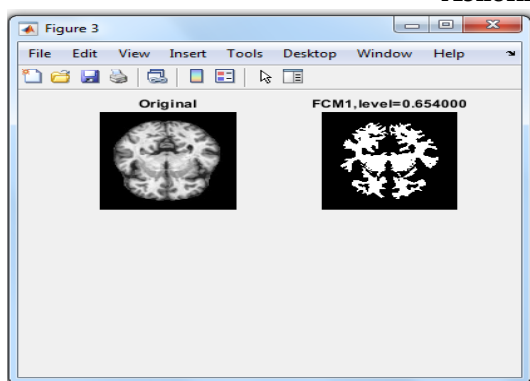 Figure 3
File Edit View Insert Tools Desktop Window Help
Original
FCM1,level=0.654000